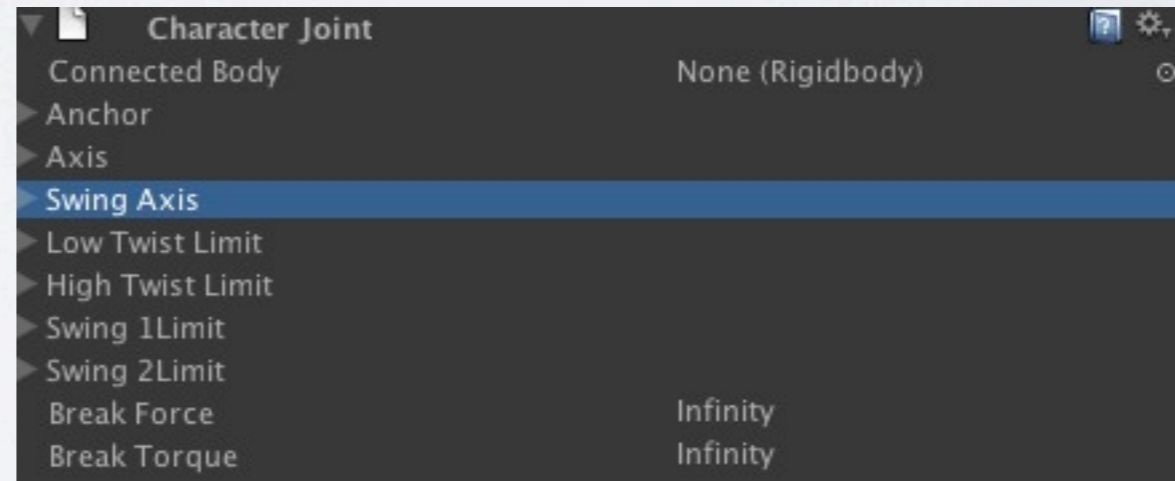 Character Joint
Connected Body None (Rigidbody)
Anchor
Axis
Swing Axis
Low Twist Limit
High Twist Limit
Swing 1Limit
Swing 2Limit
Break Force Infinity
Break Torque Infinity